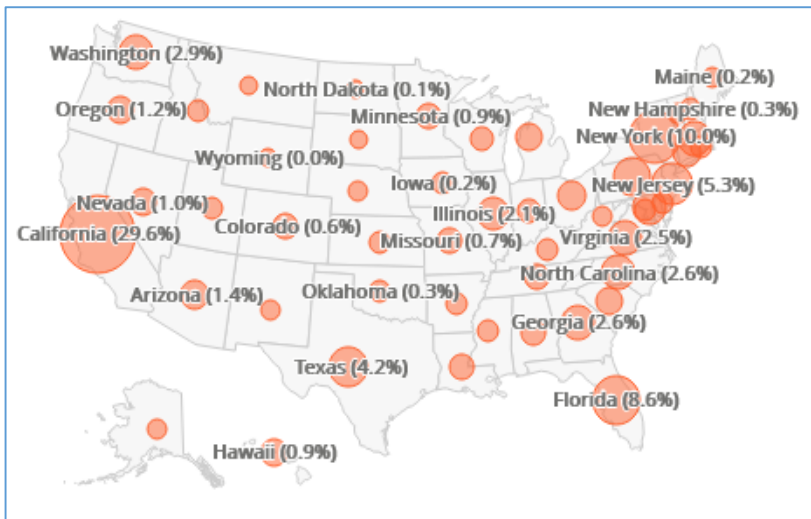 Washington (2.9%)
Maine (0.2%)
North Dakota (0.1%)
Oregon (1.2%)
New Hampshire (0.3%)
Minnesota (0.9%)
New York (10.0%)
Wyoming (0.0%)
Iowa (0.2%)
New Jersey (5.3%)
Nevada (1.0%)
Illinois (2.1%)
Colorado (0.6%)
California (29.6%)
Missouri (0.7%)
Virginia (2.5%)
North Carolina (2.6%)
Oklahoma (0.3%)
Arizona (1.4%)
Georgia (2.6%)
Texas (4.2%)
Florida (8.6%)
Hawaii (0.9%)